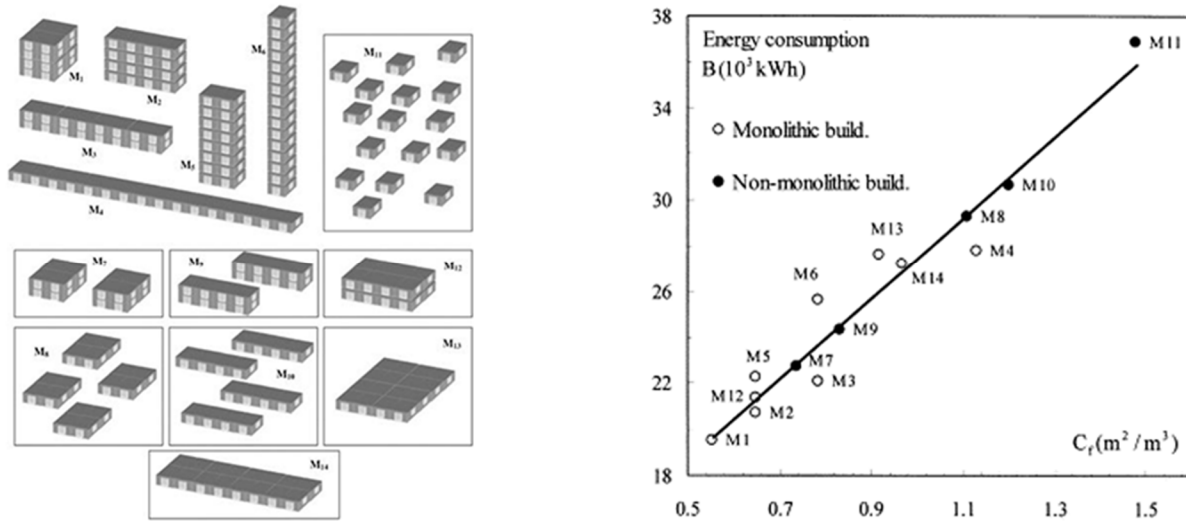 M₁
M₂
M₃
M₄
M₅
M₆
M₁₁
M₇
M₉
M₁₂
M₈
M₁₀
M₁₃
M₁₄
38
34
30
26
22
18
Energy consumption
B (10³ kWh)
Monolithic build.
Non-monolithic build.
M11
M10
M8
M13
M4
M14
M6
M9
M5
M7
M3
M12
M2
M1
C_f (m² / m³)
0.5 0.7 0.9 1.1 1.3 1.5